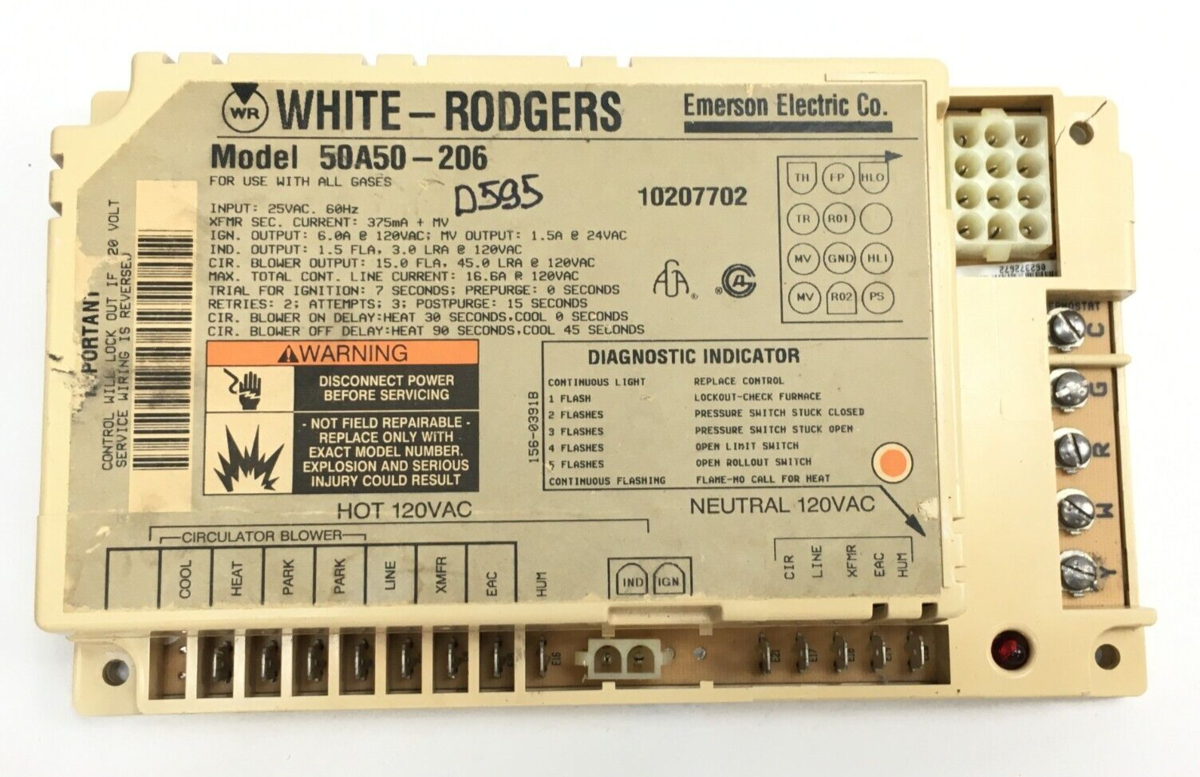 WR WHITE-RODGERS
Emerson Electric Co.
Model 50A50-206
FOR USE WITH ALL GASES
D595
10207702
INPUT: 25VAC. 60Hz
XFMR SEC. CURRENT: 375mA + MV
IGN. OUTPUT: 6.0A @ 120VAC; MV OUTPUT: 1.5A @ 24VAC
IND. OUTPUT: 1.5 FLA, 3.0 LRA @ 120VAC
CIR. BLOWER OUTPUT: 15.0 FLA, 45.0 LRA @ 120VAC
MAX. TOTAL CONT. LINE CURRENT: 16.6A @ 120VAC
TRIAL FOR IGNITION: 7 SECONDS; PREPURGE: 0 SECONDS
RETRIES: 2; ATTEMPTS; 3; POSTPURGE: 15 SECONDS
CIR. BLOWER ON DELAY:HEAT 30 SECONDS,COOL 0 SECONDS
CIR. BLOWER OFF DELAY:HEAT 90 SECONDS,COOL 45 SECONDS
TH FP HLO
TR RO1
MV GND HLI
MV RO2 PS
PORTANT
CONTROL WILL LOCK OUT IF 20 VOLT
SERVICE WIRING IS REVERSED
WARNING
DISCONNECT POWER
BEFORE SERVICING
- NOT FIELD REPAIRABLE -
REPLACE ONLY WITH
EXACT MODEL NUMBER.
EXPLOSION AND SERIOUS
INJURY COULD RESULT
156-0391B
DIAGNOSTIC INDICATOR
CONTINUOUS LIGHT REPLACE CONTROL
1 FLASH LOCKOUT-CHECK FURNACE
2 FLASHES PRESSURE SWITCH STUCK CLOSED
3 FLASHES PRESSURE SWITCH STUCK OPEN
4 FLASHES OPEN LIMIT SWITCH
5 FLASHES OPEN ROLLOUT SWITCH
CONTINUOUS FLASHING FLAME-NO CALL FOR HEAT
HOT 120VAC
NEUTRAL 120VAC
CIRCULATOR BLOWER
COOL
HEAT
PARK
PARK
LINE
XMFR
EAC
HUM
IND IGN
CIR
LINE
XFMR
EAC
HUM
C
G
R
W
Y
E16